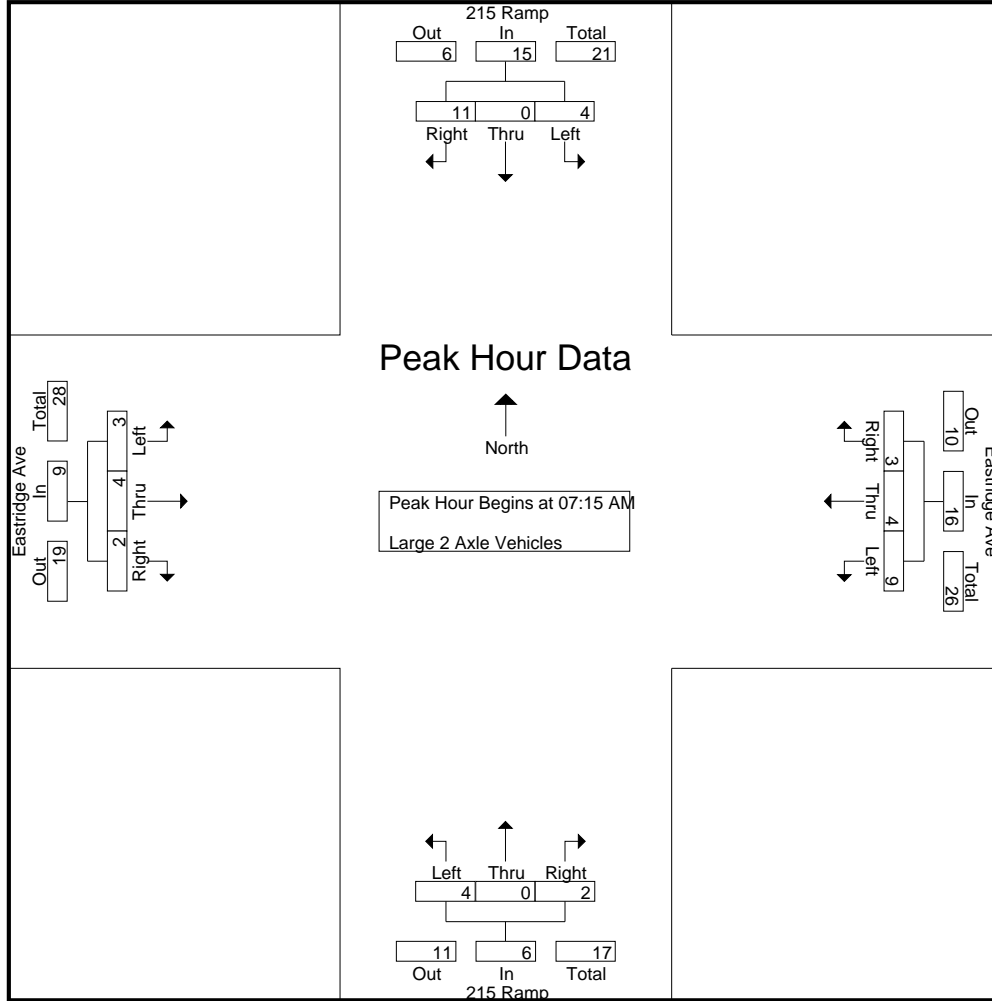 215 Ramp
Out In Total
6 15 21
11 0 4
Right Thru Left
Peak Hour Data
North
Peak Hour Begins at 07:15 AM
Large 2 Axle Vehicles
Eastridge Ave
Out In Total
19 9 28
Left Thru Right
3 4 2
Eastridge Ave
Out In Total
10 16 26
Right Thru Left
3 4 9
Left Thru Right
4 0 2
11 6 17
Out In Total
215 Ramp